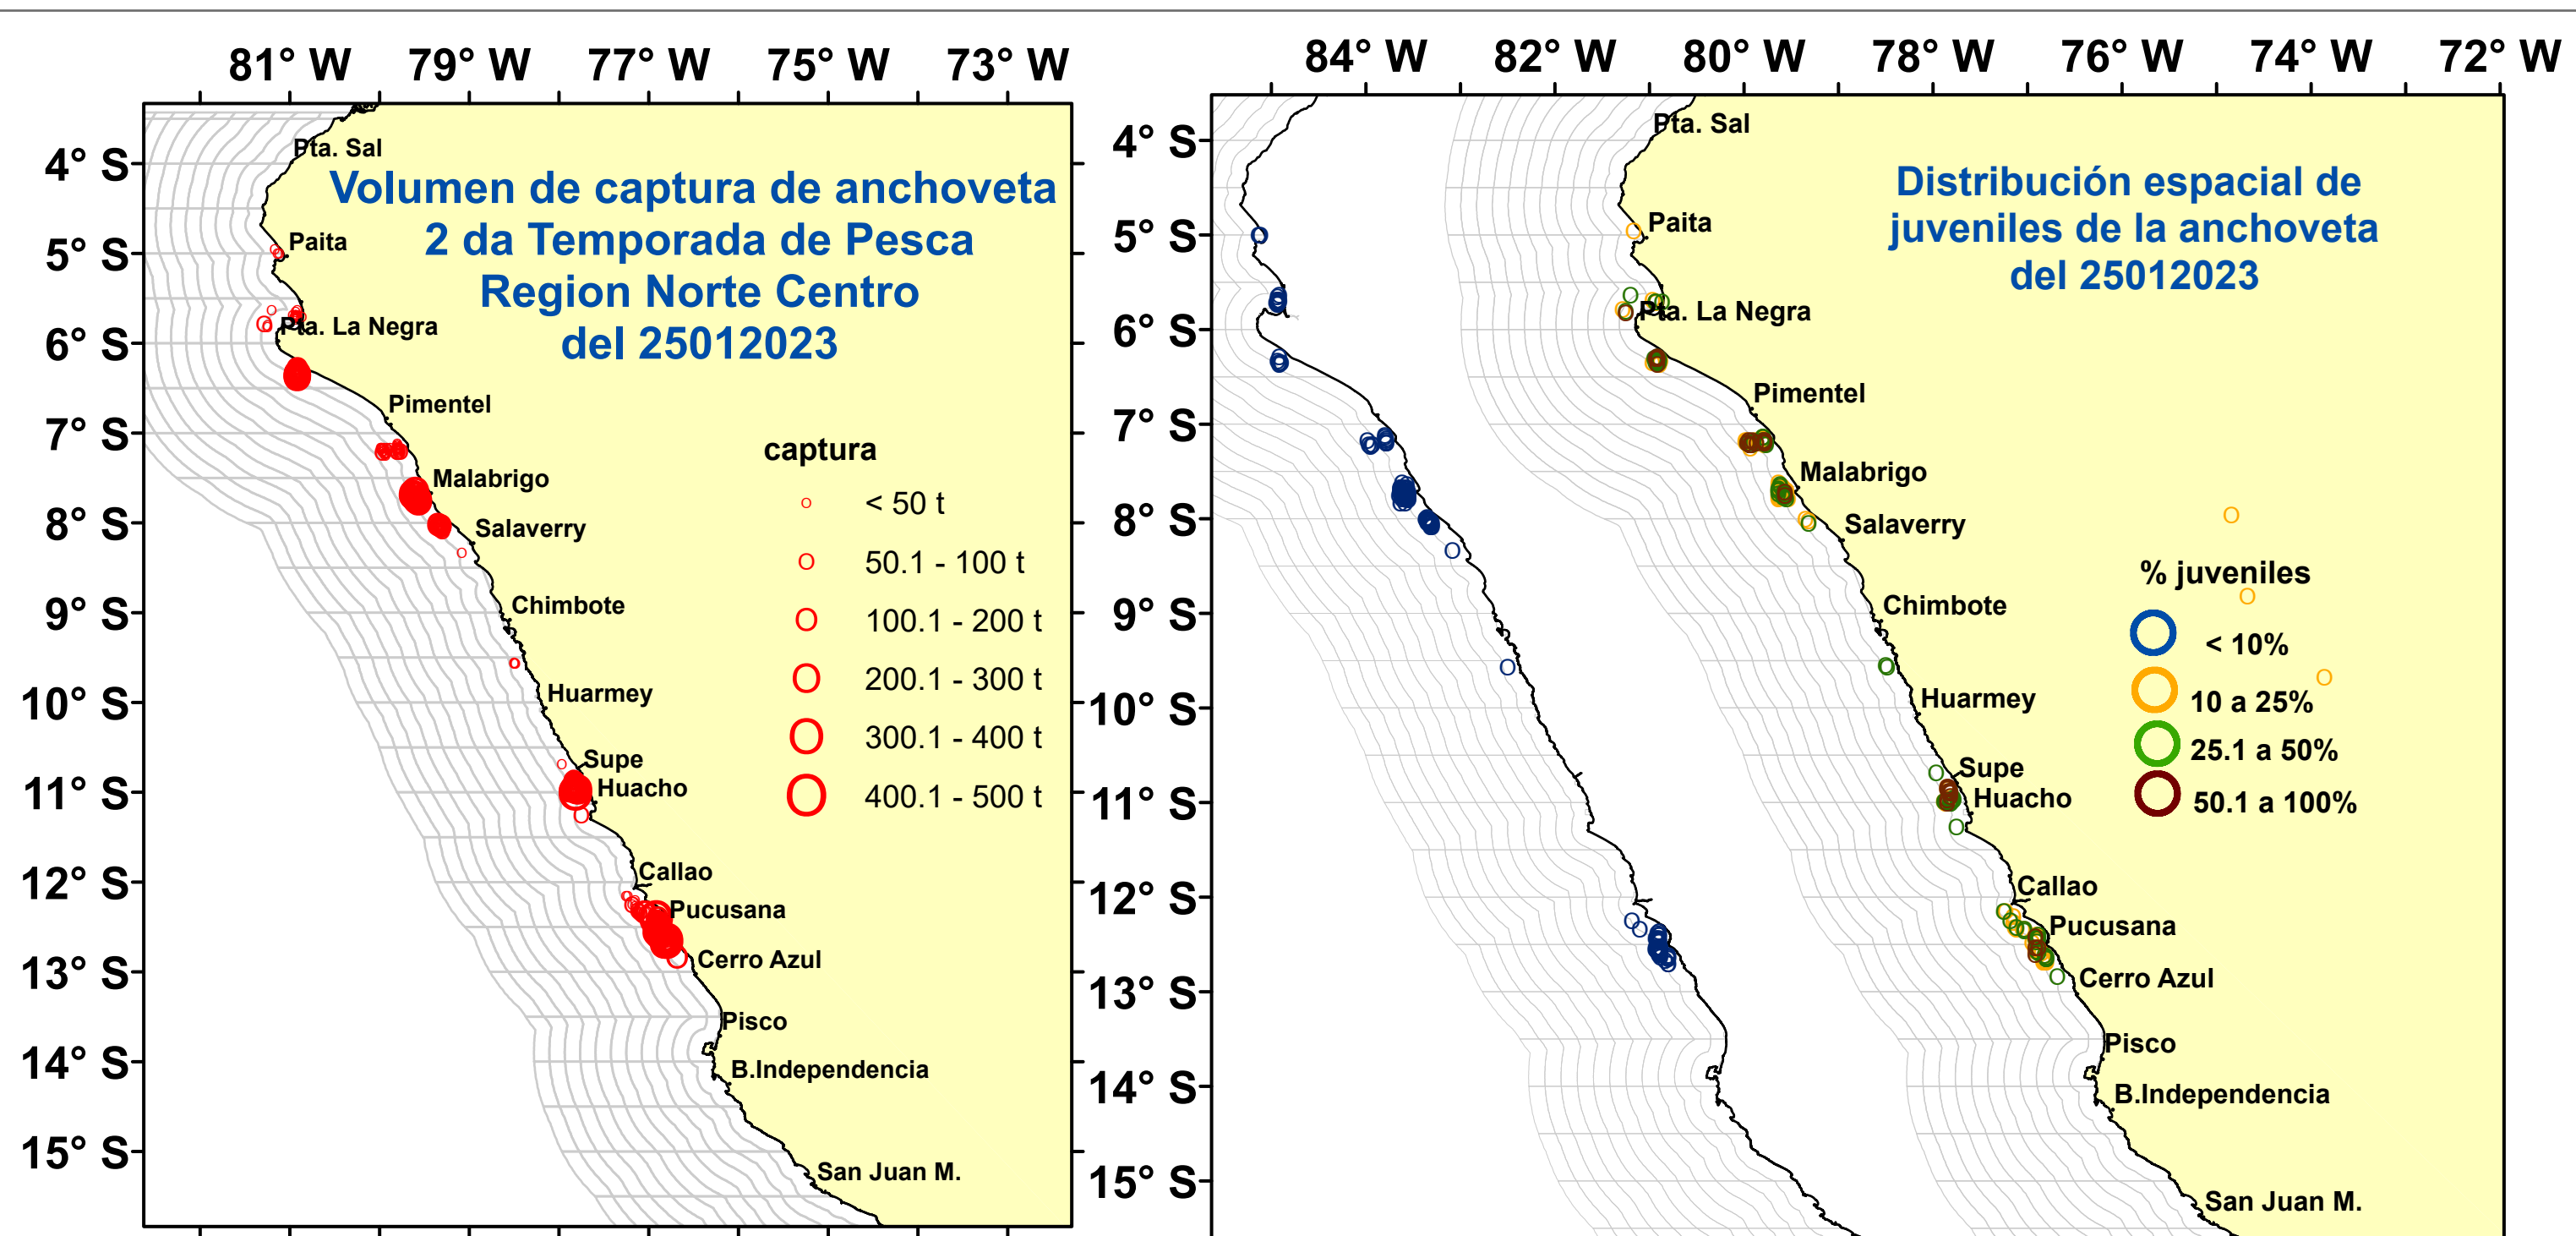 81° W 79° W 77° W 75° W 73° W
4° S
5° S
6° S
7° S
8° S
9° S
10° S
11° S
12° S
13° S
14° S
15° S
Pta. Sal
Volumen de captura de anchoveta
2 da Temporada de Pesca
Region Norte Centro
del 25012023
Paita
Pta. La Negra
Pimentel
Malabrigo
Salaverry
Chimbote
Huarmey
Supe
Huacho
Callao
Pucusana
Cerro Azul
Pisco
B.Independencia
San Juan M.
captura
< 50 t
50.1 - 100 t
100.1 - 200 t
200.1 - 300 t
300.1 - 400 t
400.1 - 500 t
84° W 82° W 80° W 78° W 76° W 74° W 72° W
4° S
5° S
6° S
7° S
8° S
9° S
10° S
11° S
12° S
13° S
14° S
15° S
Pta. Sal
Distribución espacial de
juveniles de la anchoveta
del 25012023
Paita
Pta. La Negra
Pimentel
Malabrigo
Salaverry
Chimbote
Huarmey
Supe
Huacho
Callao
Pucusana
Cerro Azul
Pisco
B.Independencia
San Juan M.
% juveniles
< 10%
10 a 25%
25.1 a 50%
50.1 a 100%